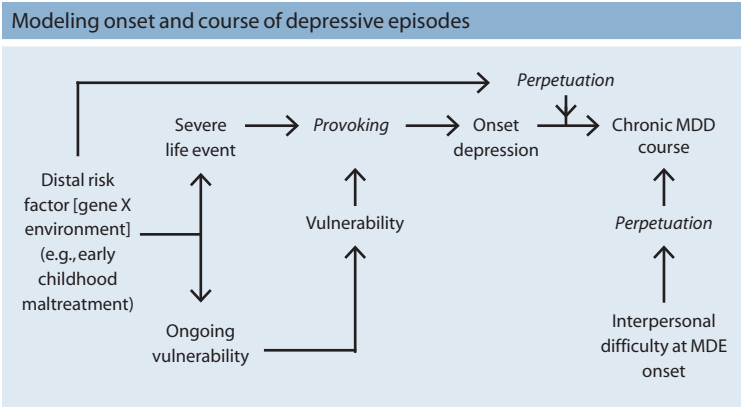 Modeling onset and course of depressive episodes
Perpetuation
Severe
life event
Provoking
Onset
depression
Chronic MDD
course
Distal risk
factor [gene X
environment]
(e.g., early
childhood
maltreatment)
Vulnerability
Perpetuation
Ongoing
vulnerability
Interpersonal
difficulty at MDE
onset